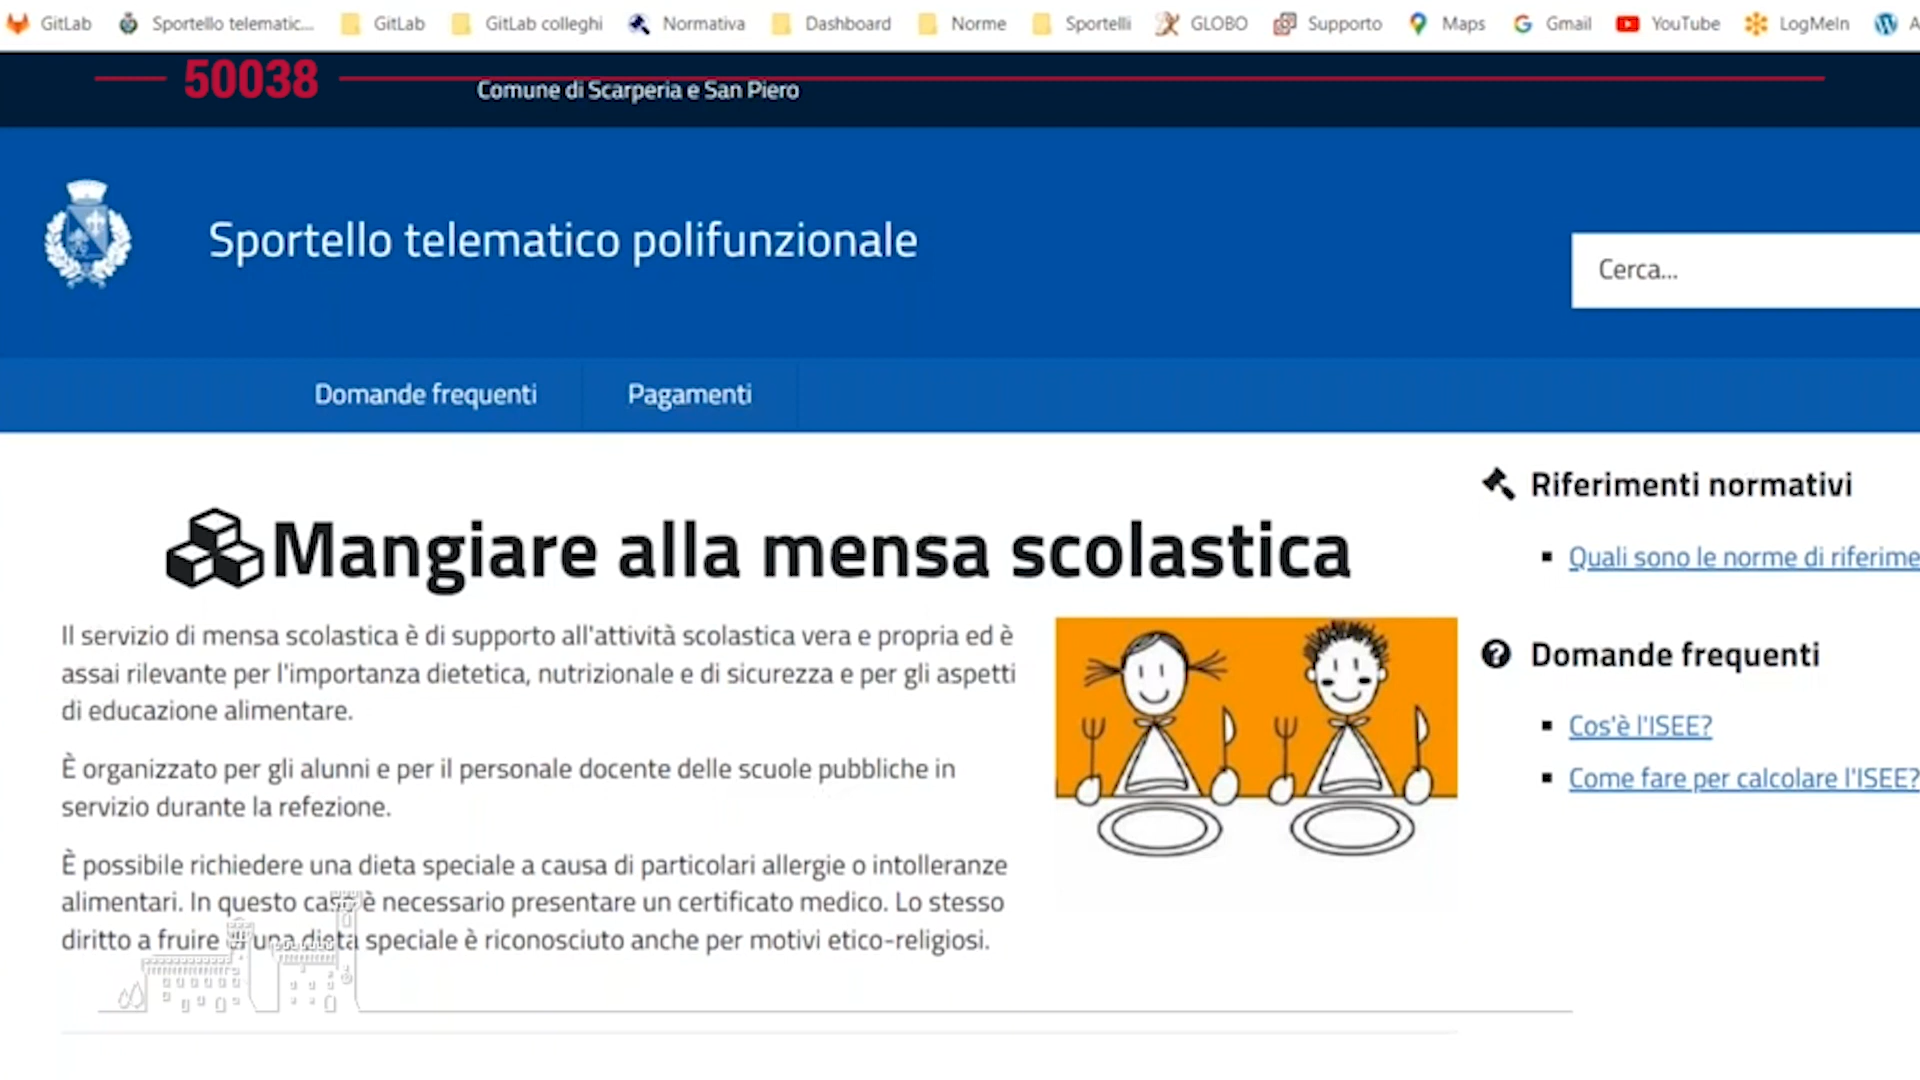 GitLab Sportello telematic... GitLab GitLab colleghi Normativa Dashboard Norme Sportelli GLOBO Supporto Maps Gmail YouTube LogMeIn
50038
Comune di Scarperia e San Piero
Sportello telematico polifunzionale
Cerca...
Domande frequenti Pagamenti
Mangiare alla mensa scolastica
Il servizio di mensa scolastica è di supporto all'attività scolastica vera e propria ed è
assai rilevante per l'importanza dietetica, nutrizionale e di sicurezza e per gli aspetti
di educazione alimentare.
È organizzato per gli alunni e per il personale docente delle scuole pubbliche in
servizio durante la refezione.
È possibile richiedere una dieta speciale a causa di particolari allergie o intolleranze
alimentari. In questo caso è necessario presentare un certificato medico. Lo stesso
diritto a fruire di una dieta speciale è riconosciuto anche per motivi etico-religiosi.
Riferimenti normativi
Quali sono le norme di riferime
Domande frequenti
Cos'è l'ISEE?
Come fare per calcolare l'ISEE?